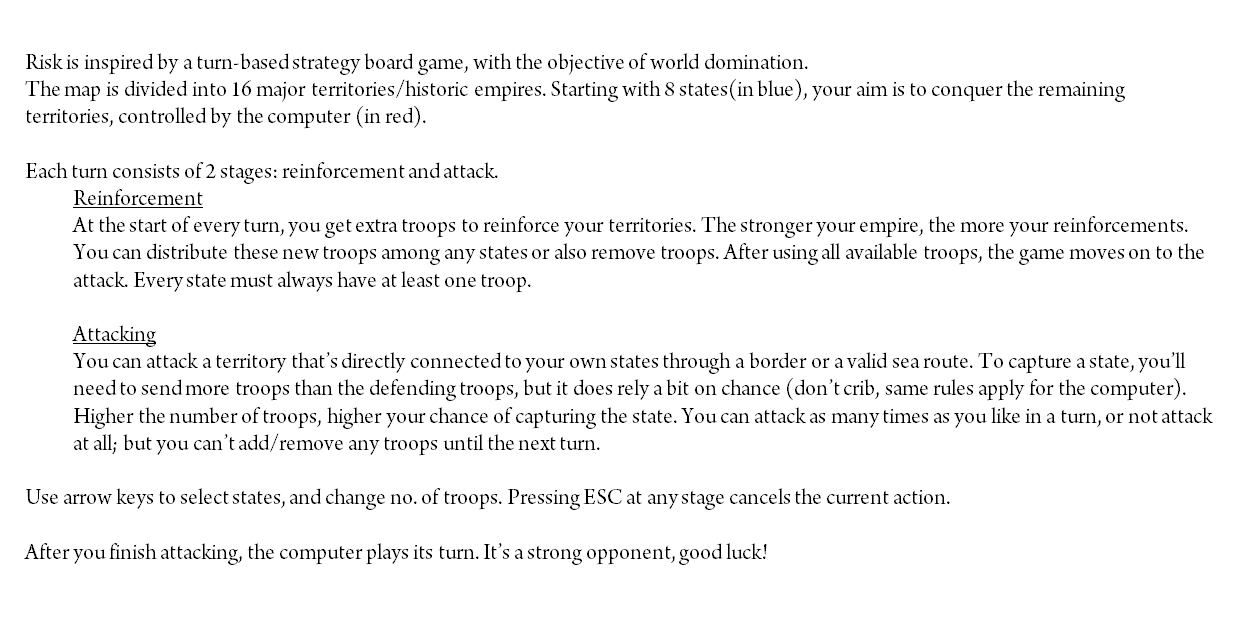 Risk is inspired by a turn-based strategy board game, with the objective of world domination.
The map is divided into 16 major territories/historic empires. Starting with 8 states(in blue), your aim is to conquer the remaining
territories, controlled by the computer (in red).
Each turn consists of 2 stages: reinforcement and attack.
Reinforcement
At the start of every turn, you get extra troops to reinforce your territories. The stronger your empire, the more your reinforcements.
You can distribute these new troops among any states or also remove troops. After using all available troops, the game moves on to the
attack. Every state must always have at least one troop.
Attacking
You can attack a territory that’s directly connected to your own states through a border or a valid sea route. To capture a state, you’ll
need to send more troops than the defending troops, but it does rely a bit on chance (don’t crib, same rules apply for the computer).
Higher the number of troops, higher your chance of capturing the state. You can attack as many times as you like in a turn, or not attack
at all; but you can’t add/remove any troops until the next turn.
Use arrow keys to select states, and change no. of troops. Pressing ESC at any stage cancels the current action.
After you finish attacking, the computer plays its turn. It’s a strong opponent, good luck!